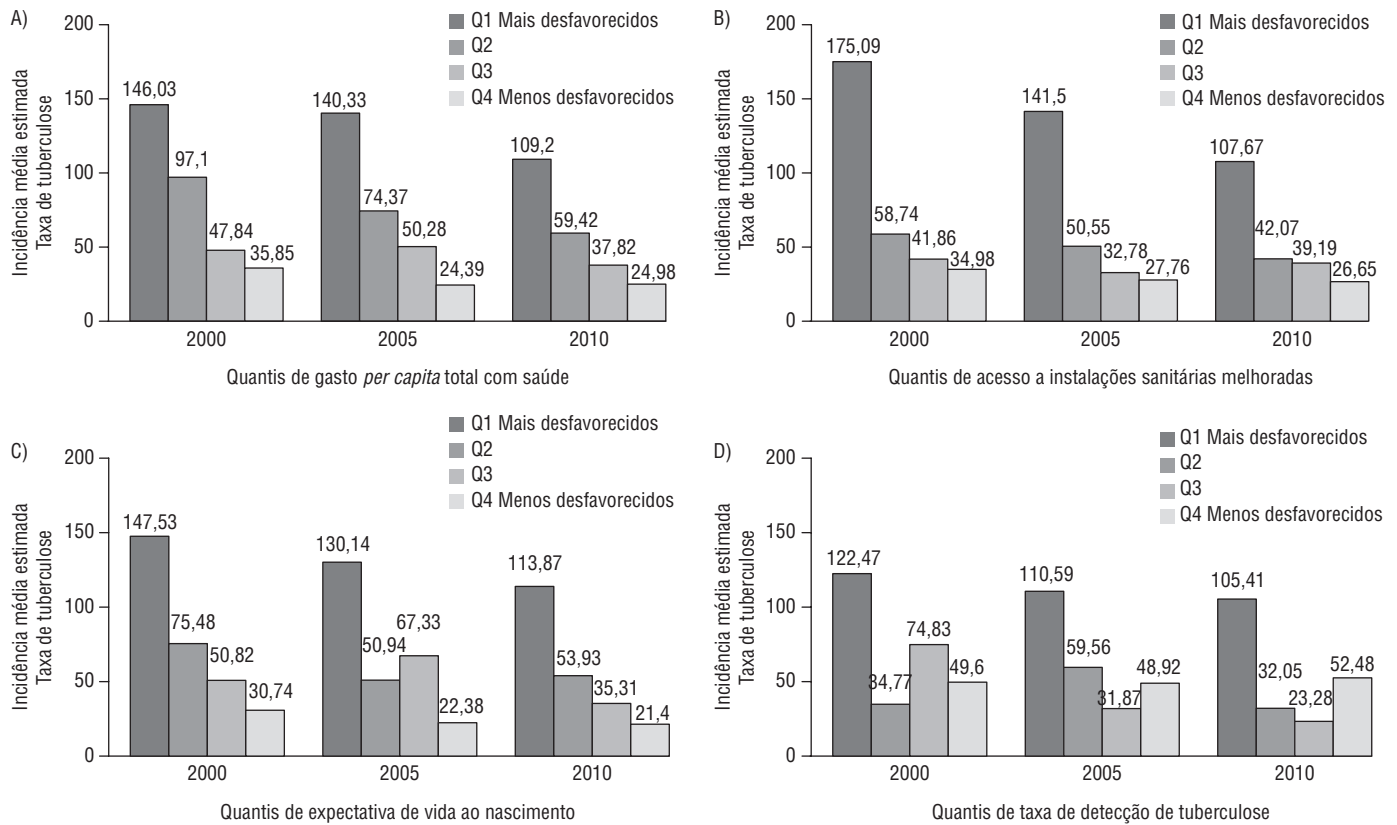 A)
Q1 Mais desfavorecidos
Q2
Q3
Q4 Menos desfavorecidos
Incidência média estimada
Taxa de tuberculose
200
150
100
50
0
146,03
97,1
47,84
35,85
140,33
74,37
50,28
24,39
109,2
59,42
37,82
24,98
2000
2005
2010
Quantis de gasto per capita total com saúde
B)
Q1 Mais desfavorecidos
Q2
Q3
Q4 Menos desfavorecidos
Incidência média estimada
Taxa de tuberculose
200
150
100
50
0
175,09
58,74
41,86
34,98
141,5
50,55
32,78
27,76
107,67
42,07
39,19
26,65
2000
2005
2010
Quantis de acesso a instalações sanitárias melhoradas
C)
Q1 Mais desfavorecidos
Q2
Q3
Q4 Menos desfavorecidos
Incidência média estimada
Taxa de tuberculose
200
150
100
50
0
147,53
75,48
50,82
30,74
130,14
50,94
67,33
22,38
113,87
53,93
35,31
21,4
2000
2005
2010
Quantis de expectativa de vida ao nascimento
D)
Q1 Mais desfavorecidos
Q2
Q3
Q4 Menos desfavorecidos
Incidência média estimada
Taxa de tuberculose
200
150
100
50
0
122,47
34,77
74,83
49,6
110,59
59,56
31,87
48,92
105,41
32,05
23,28
52,48
2000
2005
2010
Quantis de taxa de detecção de tuberculose